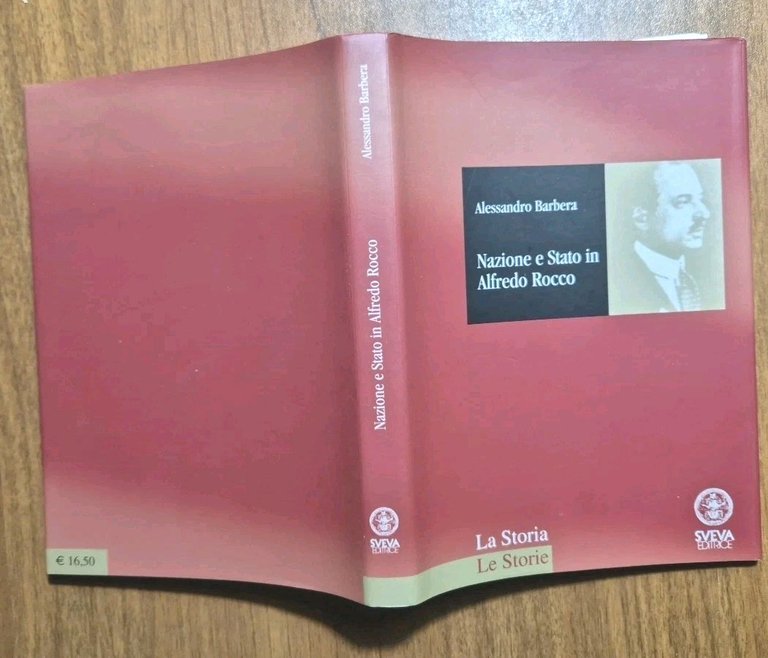 € 16,50
Alessandro Barbera
Nazione e Stato in Alfredo Rocco
SVEVA
EDITRICE
Alessandro Barbera
Nazione e Stato in
Alfredo Rocco
La Storia
Le Storie
SVEVA
EDITRICE